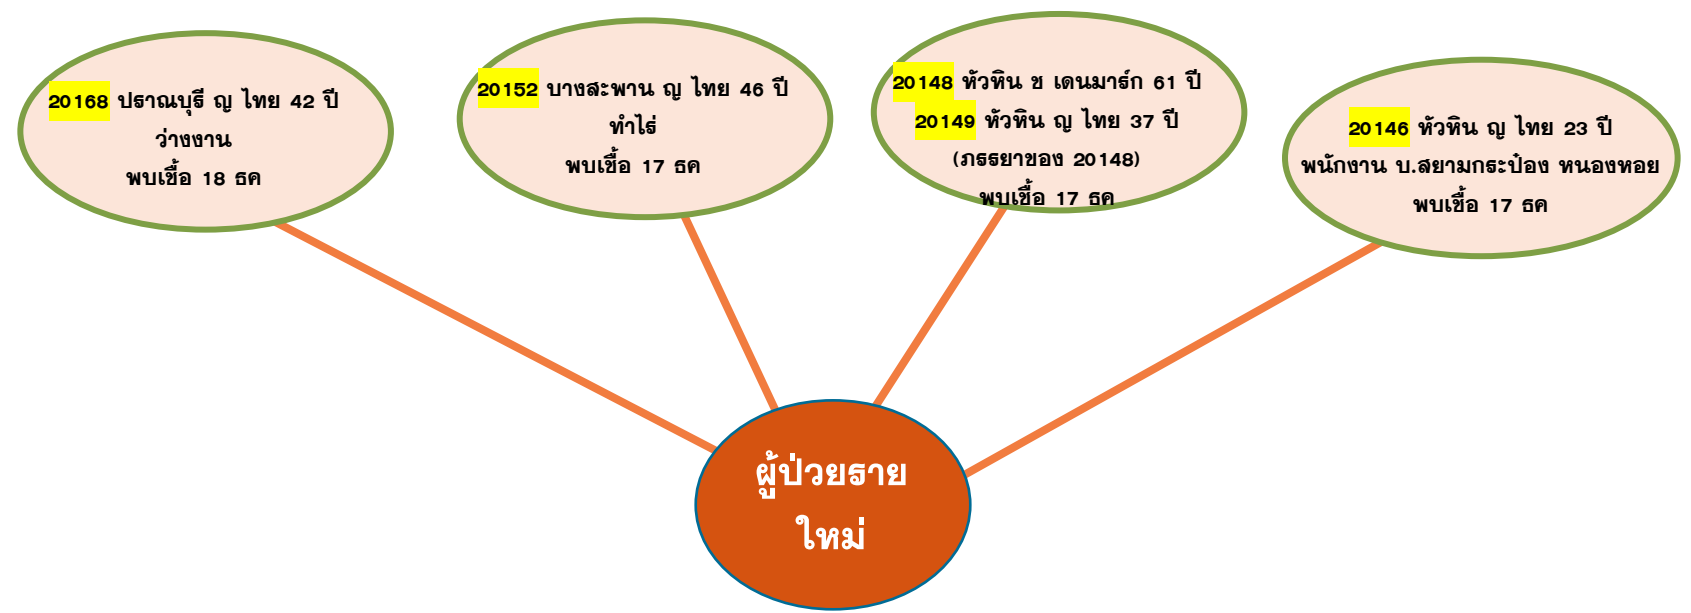 20168 ปราณบุรี ญ ไทย 42 ปี
ว่างงาน
พบเชื้อ 18 ธค
20152 บางสะพาน ญ ไทย 46 ปี
ทำไร่
พบเชื้อ 17 ธค
20148 หัวหิน ช เดนมาร์ก 61 ปี
20149 หัวหิน ญ ไทย 37 ปี
(ภรรยาของ 20148)
พบเชื้อ 17 ธค
20146 หัวหิน ญ ไทย 23 ปี
พนักงาน บ.สยามกระป๋อง หนองหอย
พบเชื้อ 17 ธค
ผู้ป่วยราย
ใหม่